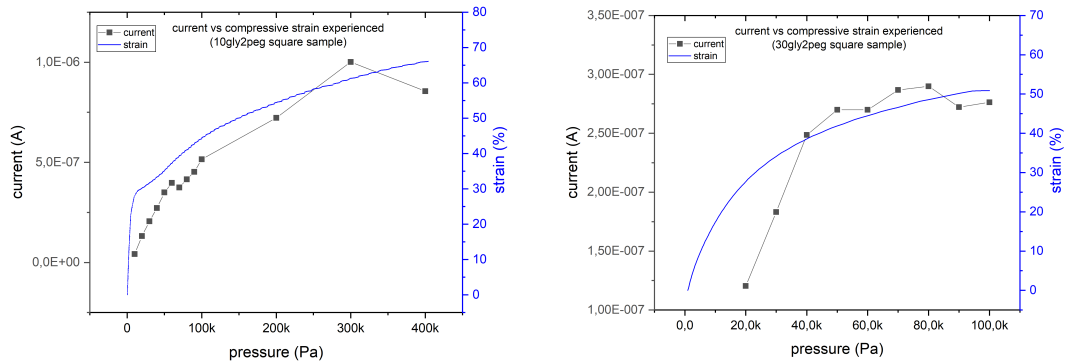 current vs compressive strain experienced
(10gly2peg square sample)
current
strain
current (A)
1,0E-06
5,0E-07
0,0E+00
strain (%)
80
70
60
50
40
30
20
10
0
0
100k
200k
300k
400k
pressure (Pa)
current vs compressive strain experienced
(30gly2peg square sample)
current
strain
current (A)
3,50E-007
3,00E-007
2,50E-007
2,00E-007
1,50E-007
1,00E-007
strain (%)
70
60
50
40
30
20
10
0
0,0
20,0k
40,0k
60,0k
80,0k
100,0k
pressure (Pa)